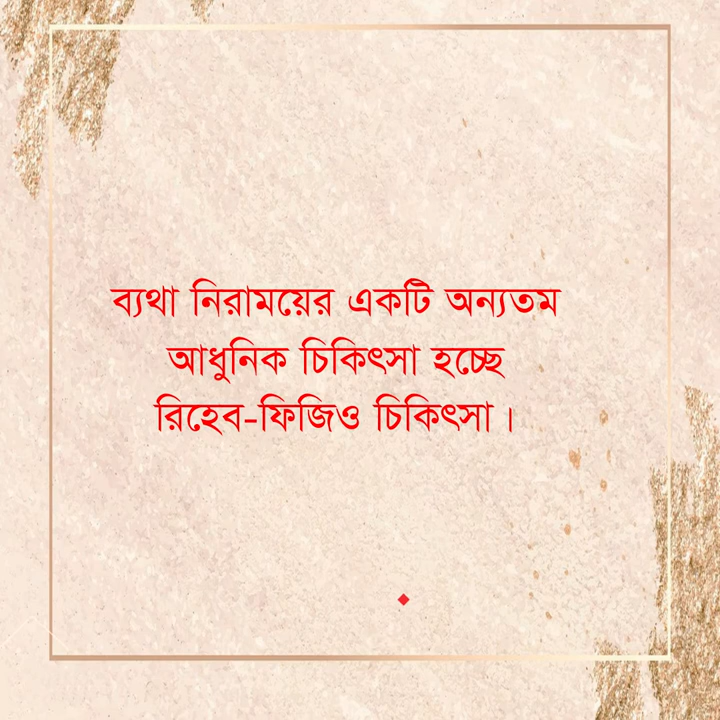 ব্যথা নিরাময়ের একটি অন্যতম
আধুনিক চিকিৎসা হচ্ছে
রিহেব-ফিজিও চিকিৎসা।